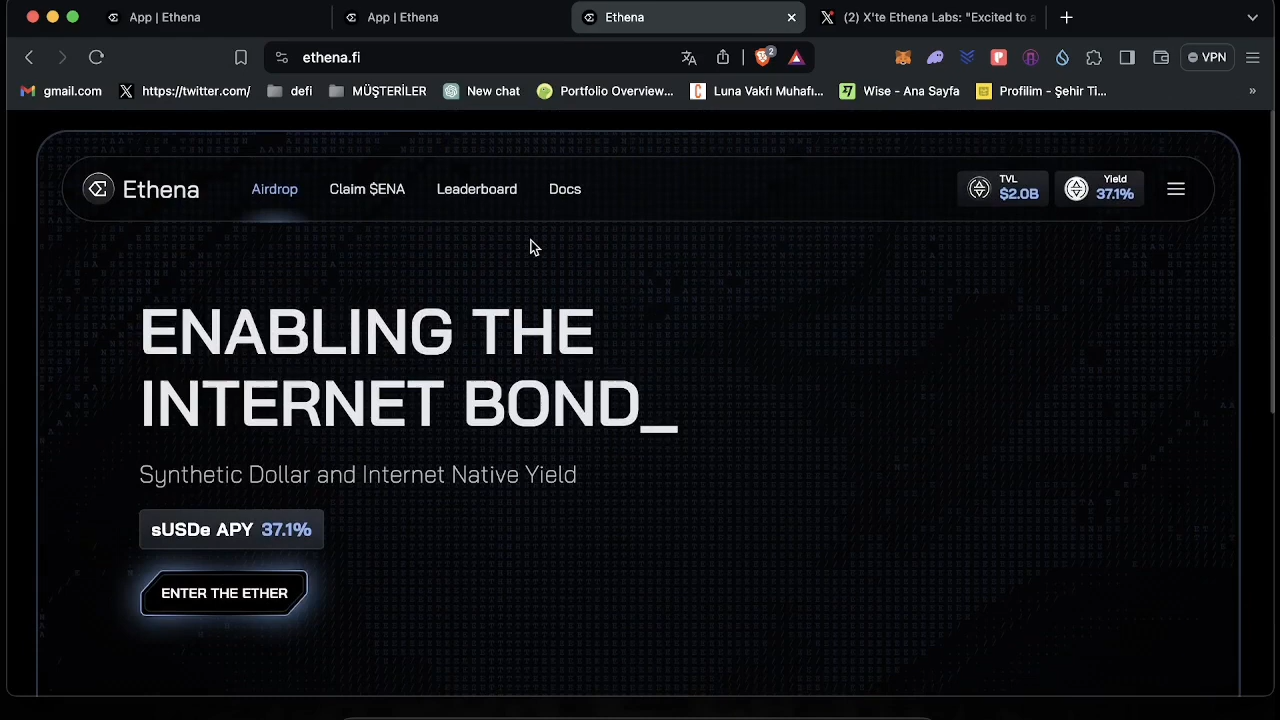 App | Ethena
App | Ethena
Ethena
(2) X'te Ethena Labs: "Excited to a
ethena.fi
2
VPN
gmail.com
https://twitter.com/
defi
MÜŞTERİLER
New chat
Portfolio Overview...
Luna Vakfı Muhafı...
Wise - Ana Sayfa
Profilim - Şehir Ti...
Ethena
Airdrop
Claim $ENA
Leaderboard
Docs
TVL
$2.0B
Yield
37.1%
ENABLING THE
INTERNET BOND_
Synthetic Dollar and Internet Native Yield
sUSDe APY 37.1%
ENTER THE ETHER